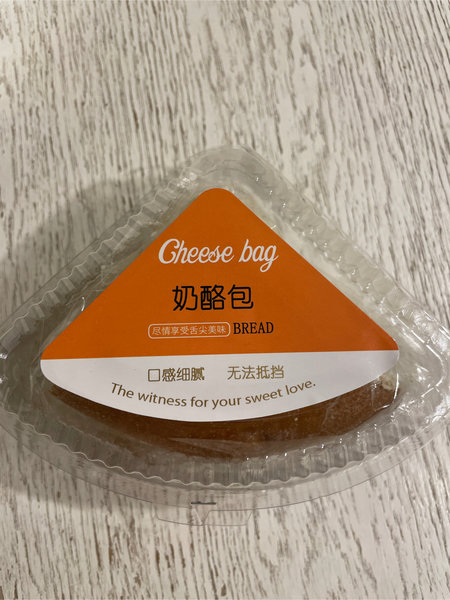 Cheese bag
奶酪包
尽情享受舌尖美味 BREAD
口感细腻 无法抵挡
The witness for your sweet love.